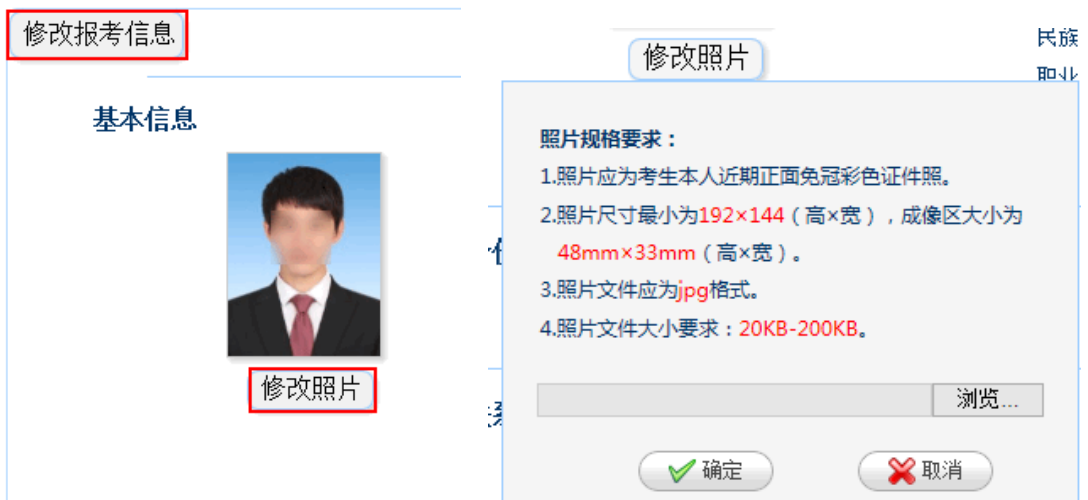 修改报考信息
基本信息
修改照片
修改照片
民族
职业
照片规格要求：
1.照片应为考生本人近期正面免冠彩色证件照。
2.照片尺寸最小为192×144（高×宽），成像区大小为
48mm×33mm（高×宽）。
3.照片文件应为jpg格式。
4.照片文件大小要求：20KB-200KB。
浏览...
确定
取消